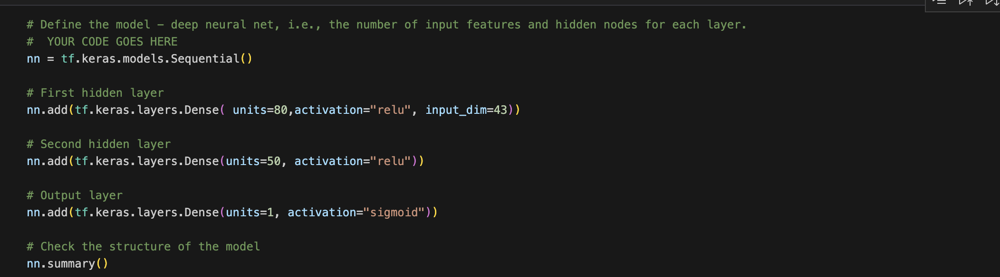 # Define the model – deep neural net, i.e., the number of input features and hidden nodes for each layer.
#  YOUR CODE GOES HERE
nn = tf.keras.models.Sequential()
# First hidden layer
nn.add(tf.keras.layers.Dense( units=80,activation="relu", input_dim=43))
# Second hidden layer
nn.add(tf.keras.layers.Dense(units=50, activation="relu"))
# Output layer
nn.add(tf.keras.layers.Dense(units=1, activation="sigmoid"))
# Check the structure of the model
nn.summary()